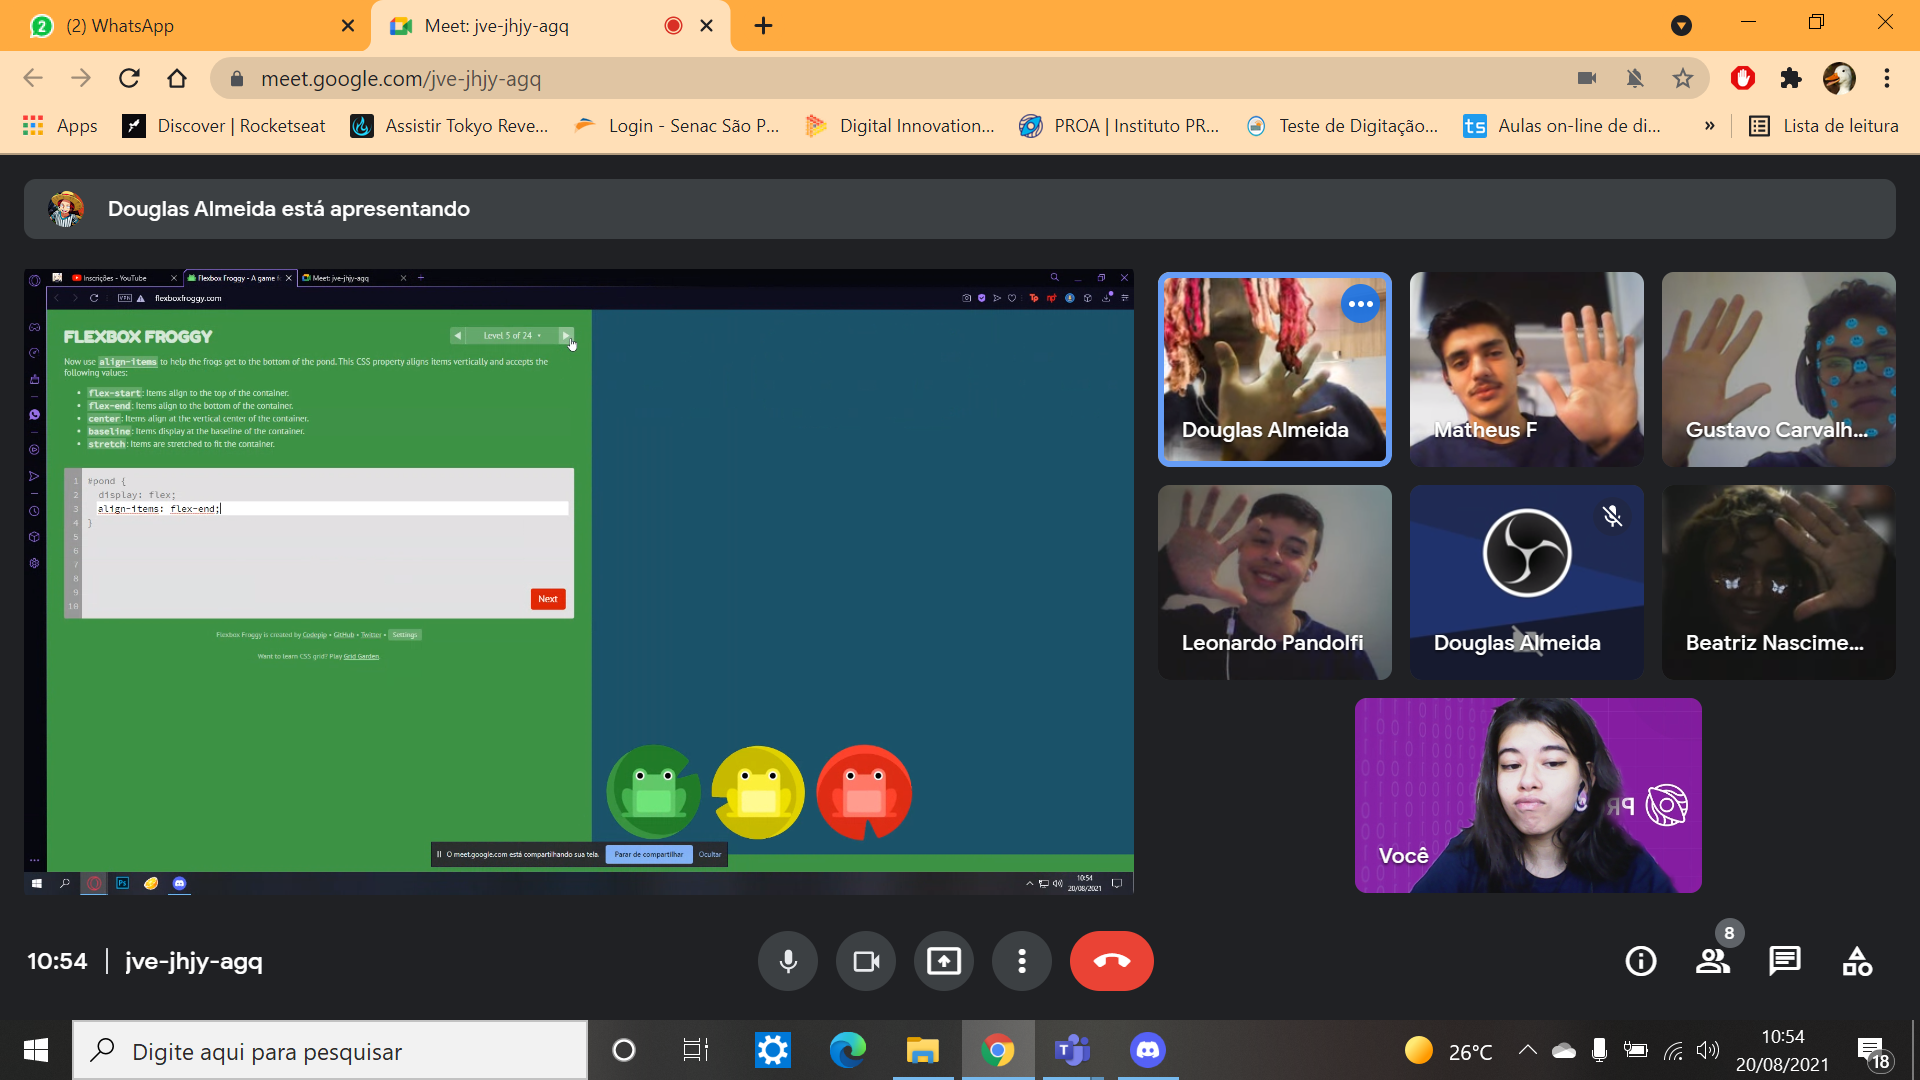 (2) WhatsApp
Meet: jve-jhjy-agq
meet.google.com/jve-jhjy-agq
Apps
Discover | Rocketseat
Assistir Tokyo Reve...
Login - Senac São P...
Digital Innovation...
PROA | Instituto PR...
Teste de Digitação...
ts
Aulas on-line de di...
»
Lista de leitura
Douglas Almeida está apresentando
Inscrições - YouTube
Flexbox Froggy - A game f
Meet: jve-jhjy-agq
VPN
flexboxfroggy.com
FLEXBOX FROGGY
Level 5 of 24
Now use align-items to help the frogs get to the bottom of the pond. This CSS property aligns items vertically and accepts the
following values:
• flex-start: Items align to the top of the container.
• flex-end: Items align to the bottom of the container.
• center: Items align at the vertical center of the container.
• baseline: Items display at the baseline of the container.
• stretch: Items are stretched to fit the container.
1 #pond {
2 display: flex;
3 align-items: flex-end;
4 }
5
6
7
8
9
10
Next
Flexbox Froggy is created by Codepip • GitHub • Twitter • Settings
Want to learn CSS grid? Play Grid Garden.
O meet.google.com está compartilhando sua tela.
Parar de compartilhar
Ocultar
Ps
10:54
20/08/2021
Douglas Almeida
Matheus F
Gustavo Carvalh...
Leonardo Pandolfi
Douglas Almeida
Beatriz Nascime...
Você
PR
10:54
jve-jhjy-agq
8
Digite aqui para pesquisar
26°C
10:54
20/08/2021
18